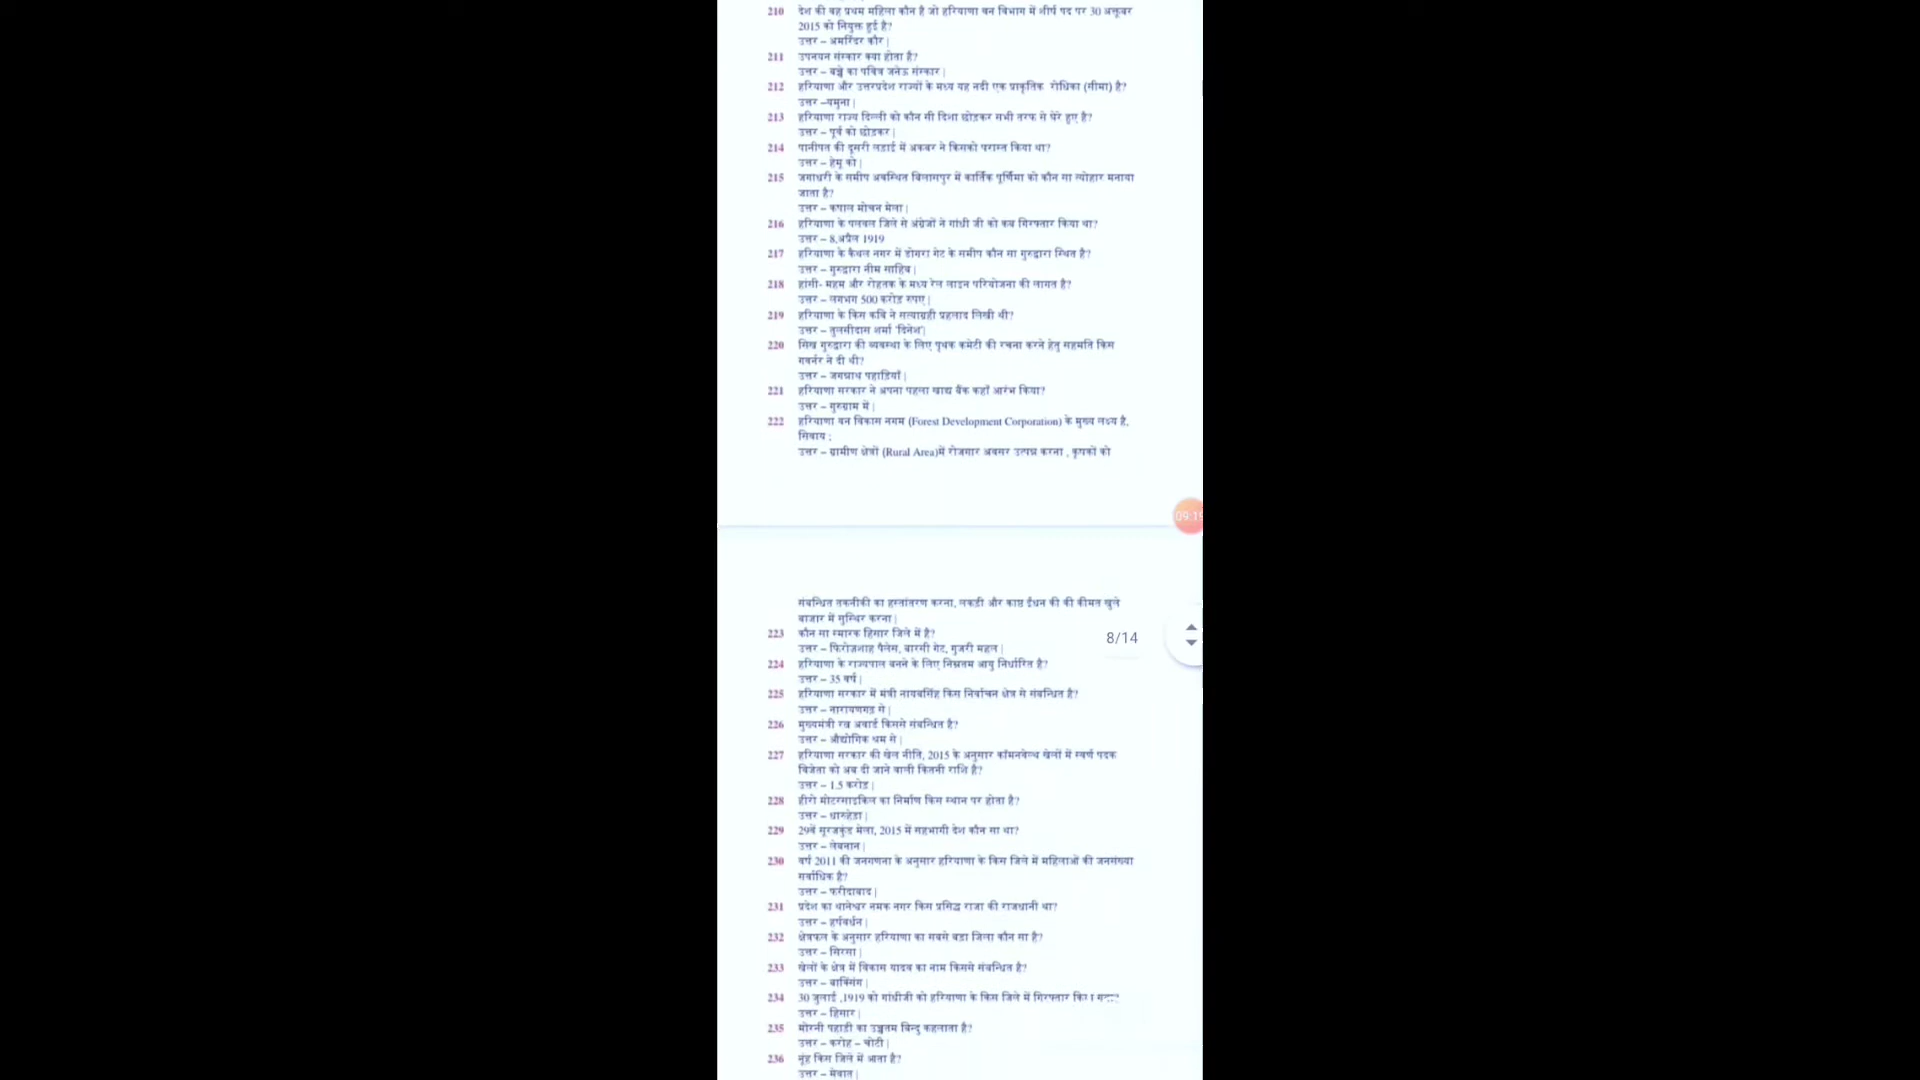 210 देश की वह प्रथम महिला कौन है जो हरियाणा वन विभाग में शीर्ष पद पर 30 अक्तूबर
2015 को नियुक्त हुई है?
उत्तर – अमरिंदर कौर |
211 उपनयन संस्कार क्या होता है?
उत्तर – बच्चे का पवित्र जनेऊ संस्कार |
212 हरियाणा और उत्तरप्रदेश राज्यों के मध्य यह नदी एक प्राकृतिक रोधिका (सीमा) है?
उत्तर –यमुना |
213 हरियाणा राज्य दिल्ली को कौन सी दिशा छोड़कर सभी तरफ से घेरे हुए है?
उत्तर – पूर्व को छोड़कर |
214 पानीपत की दूसरी लड़ाई में अकबर ने किसको परास्त किया था?
उत्तर – हेमू को |
215 जगाधरी के समीप अवस्थित बिलासपुर में कार्तिक पूर्णिमा को कौन सा त्योहार मनाया
जाता है?
उत्तर – कपाल मोचन मेला |
216 हरियाणा के पलवल जिले से अंग्रेजों ने गांधी जी को कब गिरफ्तार किया था?
उत्तर – 8,अप्रैल 1919
217 हरियाणा के कैथल नगर में डोगरा गेट के समीप कौन सा गुरुद्वारा स्थित है?
उत्तर – गुरुद्वारा नीम साहिब |
218 हांसी- महम और रोहतक के मध्य रेल लाइन परियोजना की लागत है?
उत्तर – लगभग 500 करोड़ रुपए |
219 हरियाणा के किस कवि ने सत्याग्रही प्रहलाद लिखी थी?
उत्तर – तुलसीदास शर्मा 'दिनेश'|
220 सिख गुरुद्वारा की व्यवस्था के लिए पृथक कमेटी की रचना करने हेतु सहमति किस
गवर्नर ने दी थी?
उत्तर – जगन्नाथ पहाड़ियाँ |
221 हरियाणा सरकार ने अपना पहला खाद्य बैंक कहाँ आरंभ किया?
उत्तर – गुरुग्राम में |
222 हरियाणा वन विकास नगम (Forest Development Corporation) के मुख्य लक्ष्य है,
सिवाय ;
उत्तर – ग्रामीण क्षेत्रों (Rural Area)में रोजगार अवसर उत्पन्न करना , कृषकों को
09:19
संबन्धित तकनीकी का हस्तांतरण करना, लकड़ी और काष्ठ ईंधन की की कीमत खुले
बाजार में सुस्थिर करना |
223 कौन सा स्मारक हिसार जिले में है?
8/14
उत्तर – फिरोज़शाह पैलेस, बारसी गेट, गुजरी महल |
224 हरियाणा के राज्यपाल बनने के लिए निम्नतम आयु निर्धारित है?
उत्तर – 35 वर्ष |
225 हरियाणा सरकार में मंत्री नायबसिंह किस निर्वाचन क्षेत्र से संबन्धित है?
उत्तर – नारायणगड़ से |
226 मुख्यमंत्री रत्न अवार्ड किससे संबन्धित है?
उत्तर – औद्योगिक श्रम से |
227 हरियाणा सरकार की खेल नीति, 2015 के अनुसार कॉमनवेल्थ खेलों में स्वर्ण पदक
विजेता को अब दी जाने वाली कितनी राशि है?
उत्तर – 1.5 करोड़ |
228 हीरो मोटरसाइकिल का निर्माण किस स्थान पर होता है?
उत्तर – धारुहेड़ा |
229 29वें सूरजकुंड मेला, 2015 में सहभागी देश कौन सा था?
उत्तर – लेबनान |
230 वर्ष 2011 की जनगणना के अनुसार हरियाणा के किस जिले में महिलाओं की जनसंख्या
सर्वाधिक है?
उत्तर – फरीदाबाद |
231 प्रदेश का थानेश्वर नमक नगर किस प्रसिद्ध राजा की राजधानी था?
उत्तर – हर्षवर्धन |
232 क्षेत्रफल के अनुसार हरियाणा का सबसे बड़ा जिला कौन सा है?
उत्तर – सिरसा |
233 खेलों के क्षेत्र में विकास यादव का नाम किससे संबन्धित है?
उत्तर – बाक्सिंग |
234 30 जुलाई ,1919 को गांधीजी को हरियाणा के किस जिले में गिरफ्तार
उत्तर – हिसार |
235 मोरनी पहाड़ी का उच्चतम बिन्दु कहलाता है?
उत्तर – करोह – चोटी |
236 नूंह किस जिले में आता है?
उत्तर – मेवात |